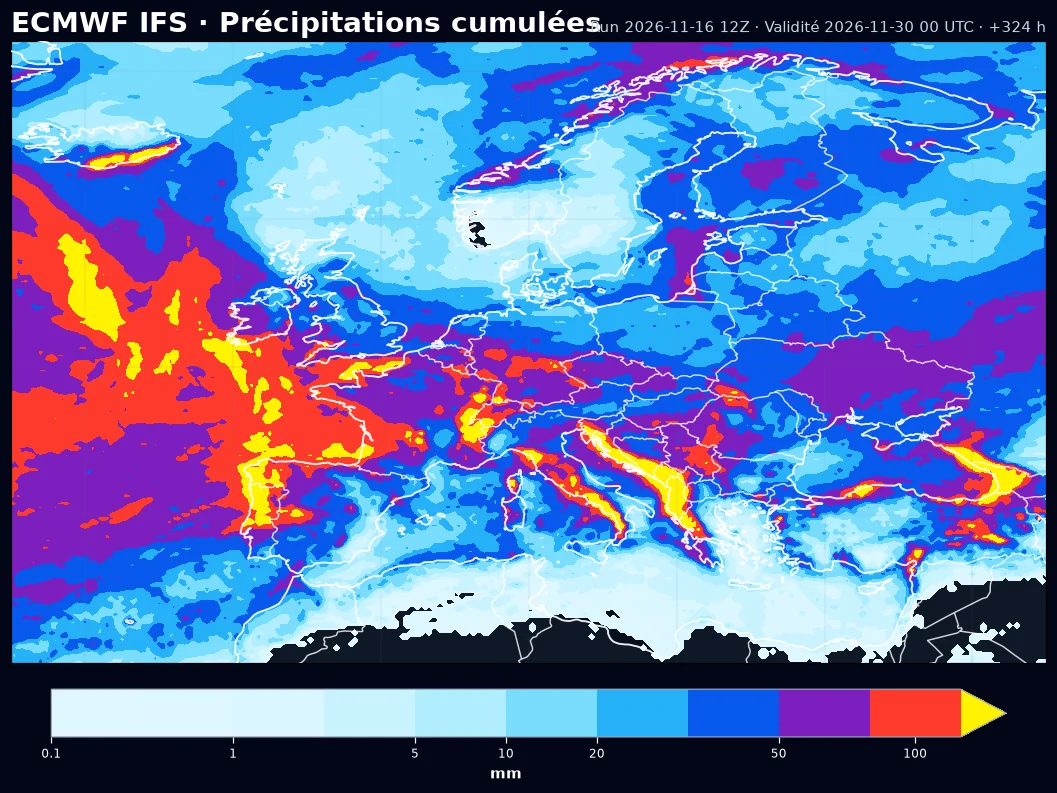 ECMWF IFS · Précipitations cumulées
Run 2026-11-16 12Z · Validité 2026-11-30 00 UTC · +324 h
0.1 1 5 10 20 50 100
mm